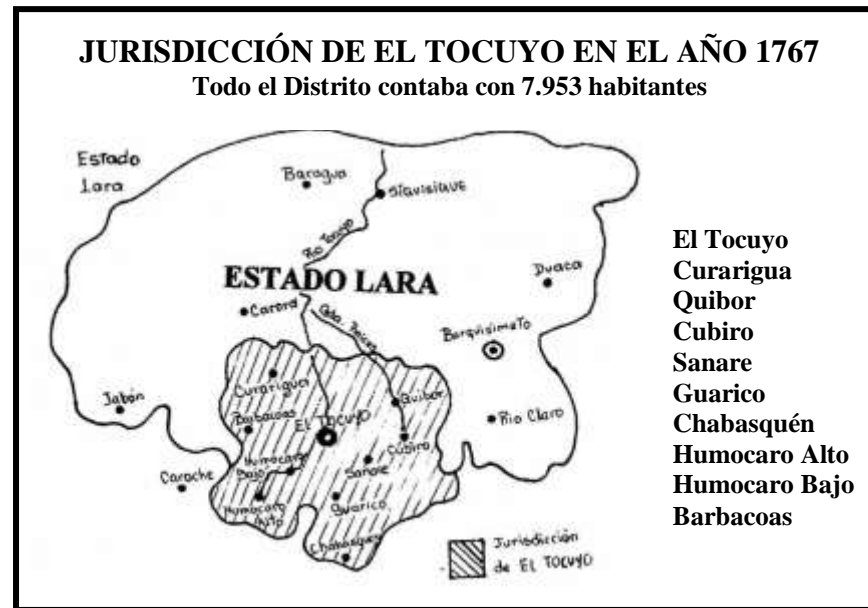 JURISDICCIÓN DE EL TOCUYO EN EL AÑO 1767
Todo el Distrito contaba con 7.953 habitantes
Estado
Lara
Baragua
Siquisique
Rio Tocuyo
ESTADO LARA
Duaca
Carora
Qda.
Barquisimeto
Curarigua
Quibor
Jabón
Barbacoas
EL TOCUYO
Rio Claro
Cubiro
Humocaro
Bajo
Sanare
Carache
Humocaro
Alto
Guarico
Chabasquen
Jurisdicción
de EL TOCUYO
El Tocuyo
Curarigua
Quibor
Cubiro
Sanare
Guarico
Chabasquén
Humocaro Alto
Humocaro Bajo
Barbacoas